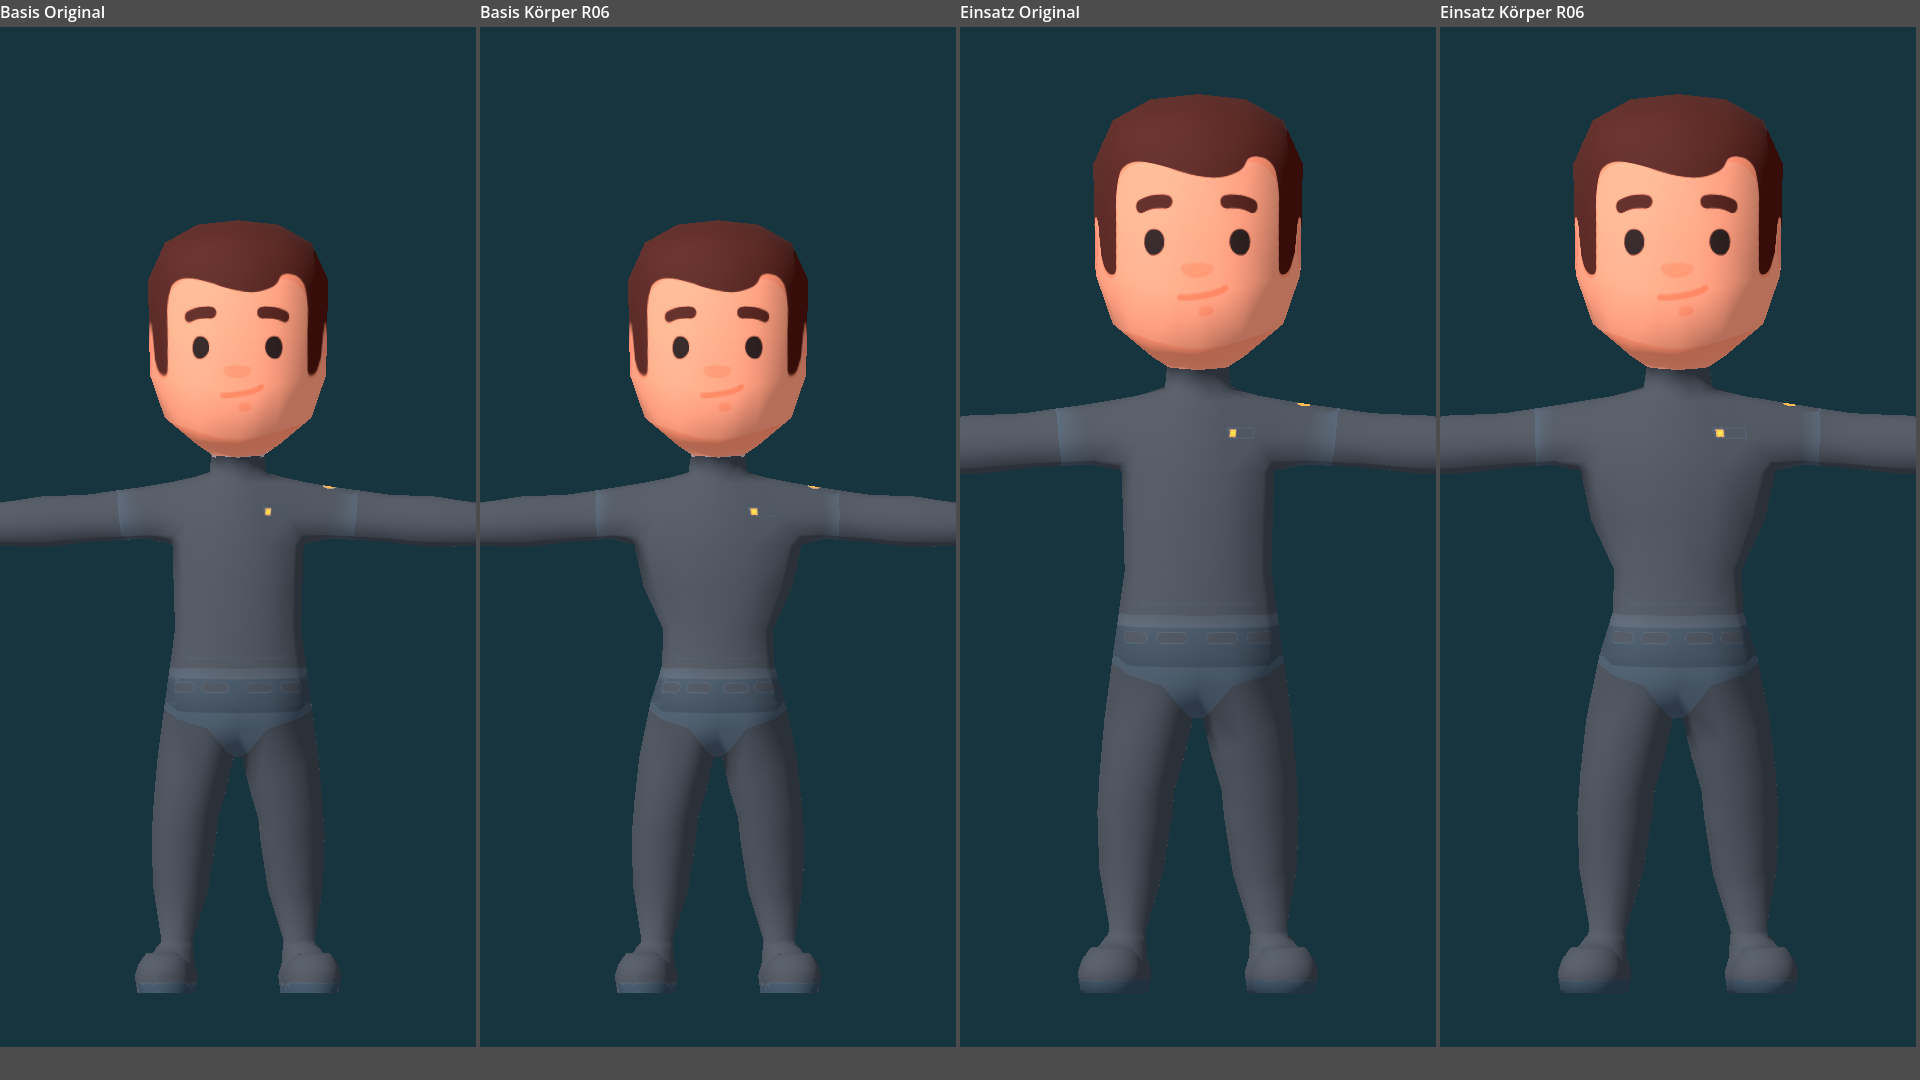 Basis Original
Basis Körper R06
Einsatz Original
Einsatz Körper R06